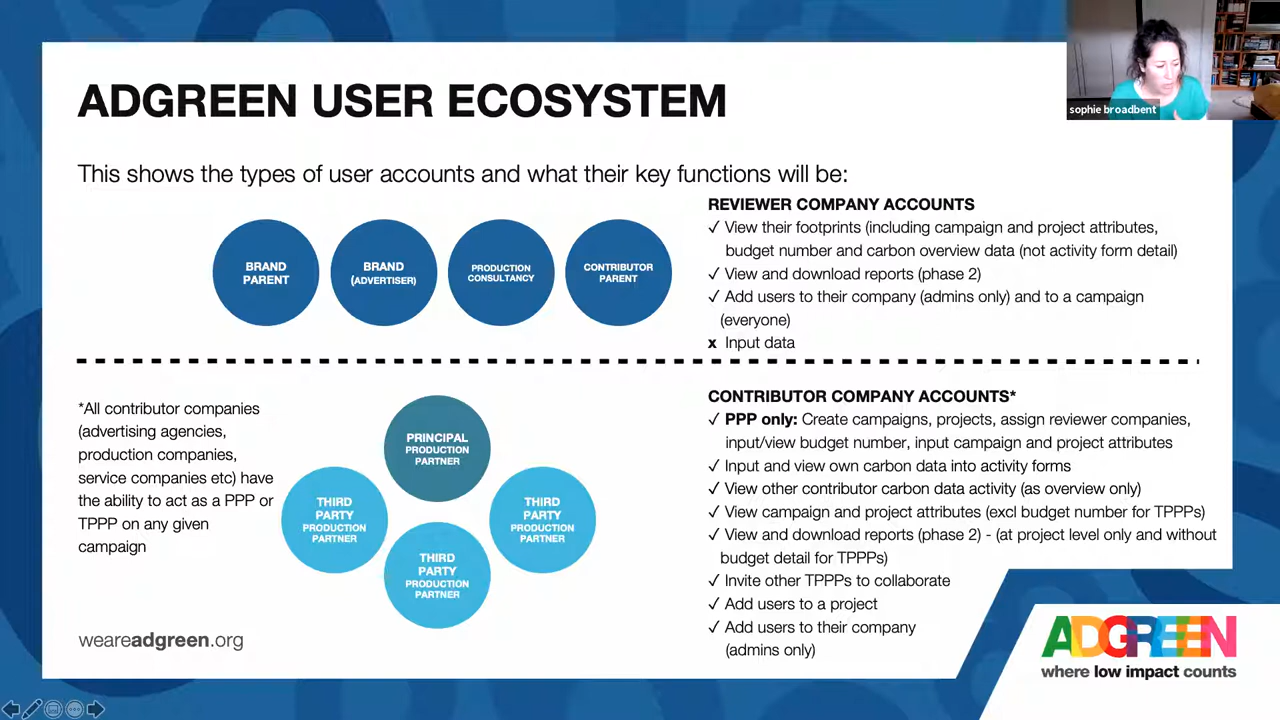 ADGREEN USER ECOSYSTEM
sophie broadbent
This shows the types of user accounts and what their key functions will be:
BRAND
PARENT
BRAND
(ADVERTISER)
PRODUCTION
CONSULTANCY
CONTRIBUTOR
PARENT
REVIEWER COMPANY ACCOUNTS
✓ View their footprints (including campaign and project attributes,
budget number and carbon overview data (not activity form detail)
✓ View and download reports (phase 2)
✓ Add users to their company (admins only) and to a campaign
(everyone)
x Input data
*All contributor companies
(advertising agencies,
production companies,
service companies etc) have
the ability to act as a PPP or
TPPP on any given
campaign
PRINCIPAL
PRODUCTION
PARTNER
THIRD
PARTY
PRODUCTION
PARTNER
THIRD
PARTY
PRODUCTION
PARTNER
THIRD
PARTY
PRODUCTION
PARTNER
CONTRIBUTOR COMPANY ACCOUNTS*
✓ PPP only: Create campaigns, projects, assign reviewer companies,
input/view budget number, input campaign and project attributes
✓ Input and view own carbon data into activity forms
✓ View other contributor carbon data activity (as overview only)
✓ View campaign and project attributes (excl budget number for TPPPs)
✓ View and download reports (phase 2) - (at project level only and without
budget detail for TPPPs)
✓ Invite other TPPPs to collaborate
✓ Add users to a project
✓ Add users to their company
(admins only)
weareadgreen.org
ADGREEN
where low impact counts